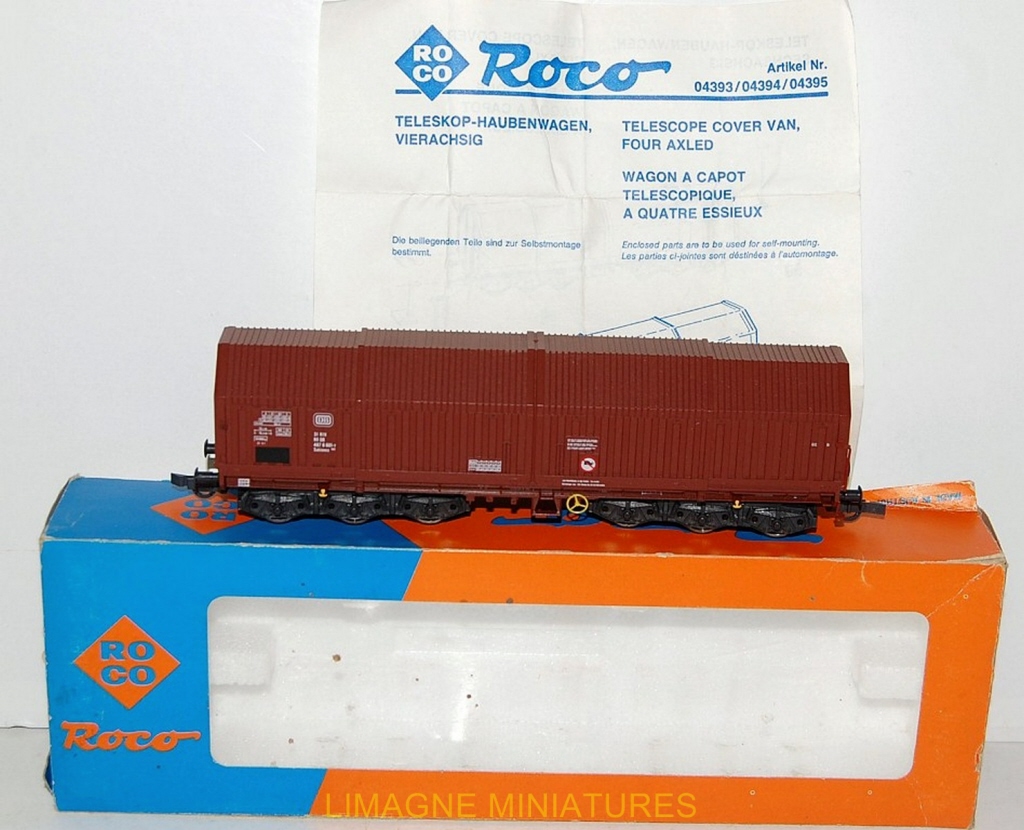 RO
CO
Roco
Artikel Nr.
04393/04394/04395
TELESKOP-HAUBENWAGEN,
VIERACHSIG
TELESCOPE COVER VAN,
FOUR AXLED
WAGON A CAPOT
TELESCOPIQUE,
A QUATRE ESSIEUX
Die beiliegenden Teile sind zur Selbstmontage
bestimmt.
Enclosed parts are to be used for self-mounting.
Les parties ci-jointes sont déstinées à l'automontage.
DB
RO
CO
Roco
LIMAGNE MINIATURES